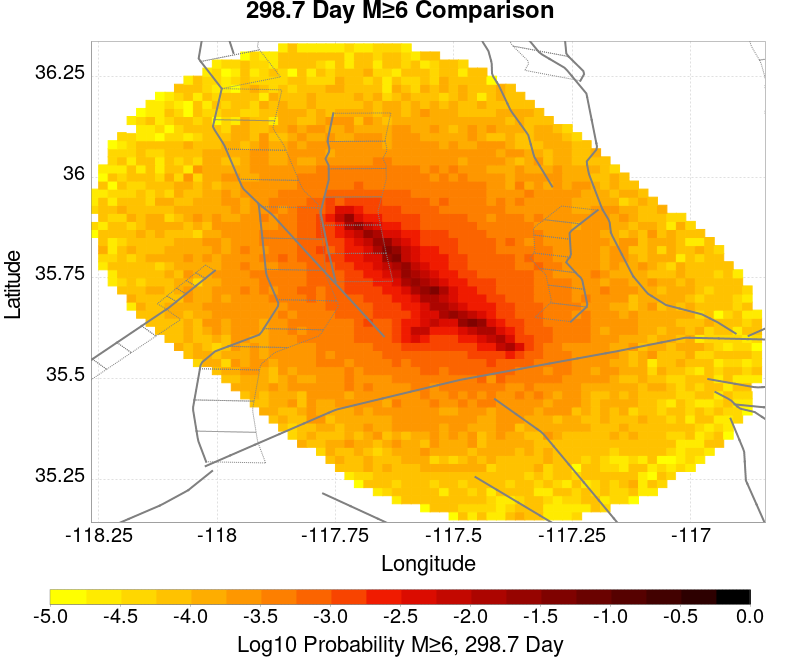 298.7 Day M≥6 Comparison
Latitude
36.25
36
35.75
35.5
35.25
-118.25 -118 -117.75 -117.5 -117.25 -117
Longitude
-5.0 -4.5 -4.0 -3.5 -3.0 -2.5 -2.0 -1.5 -1.0 -0.5 0.0
Log10 Probability M≥6, 298.7 Day